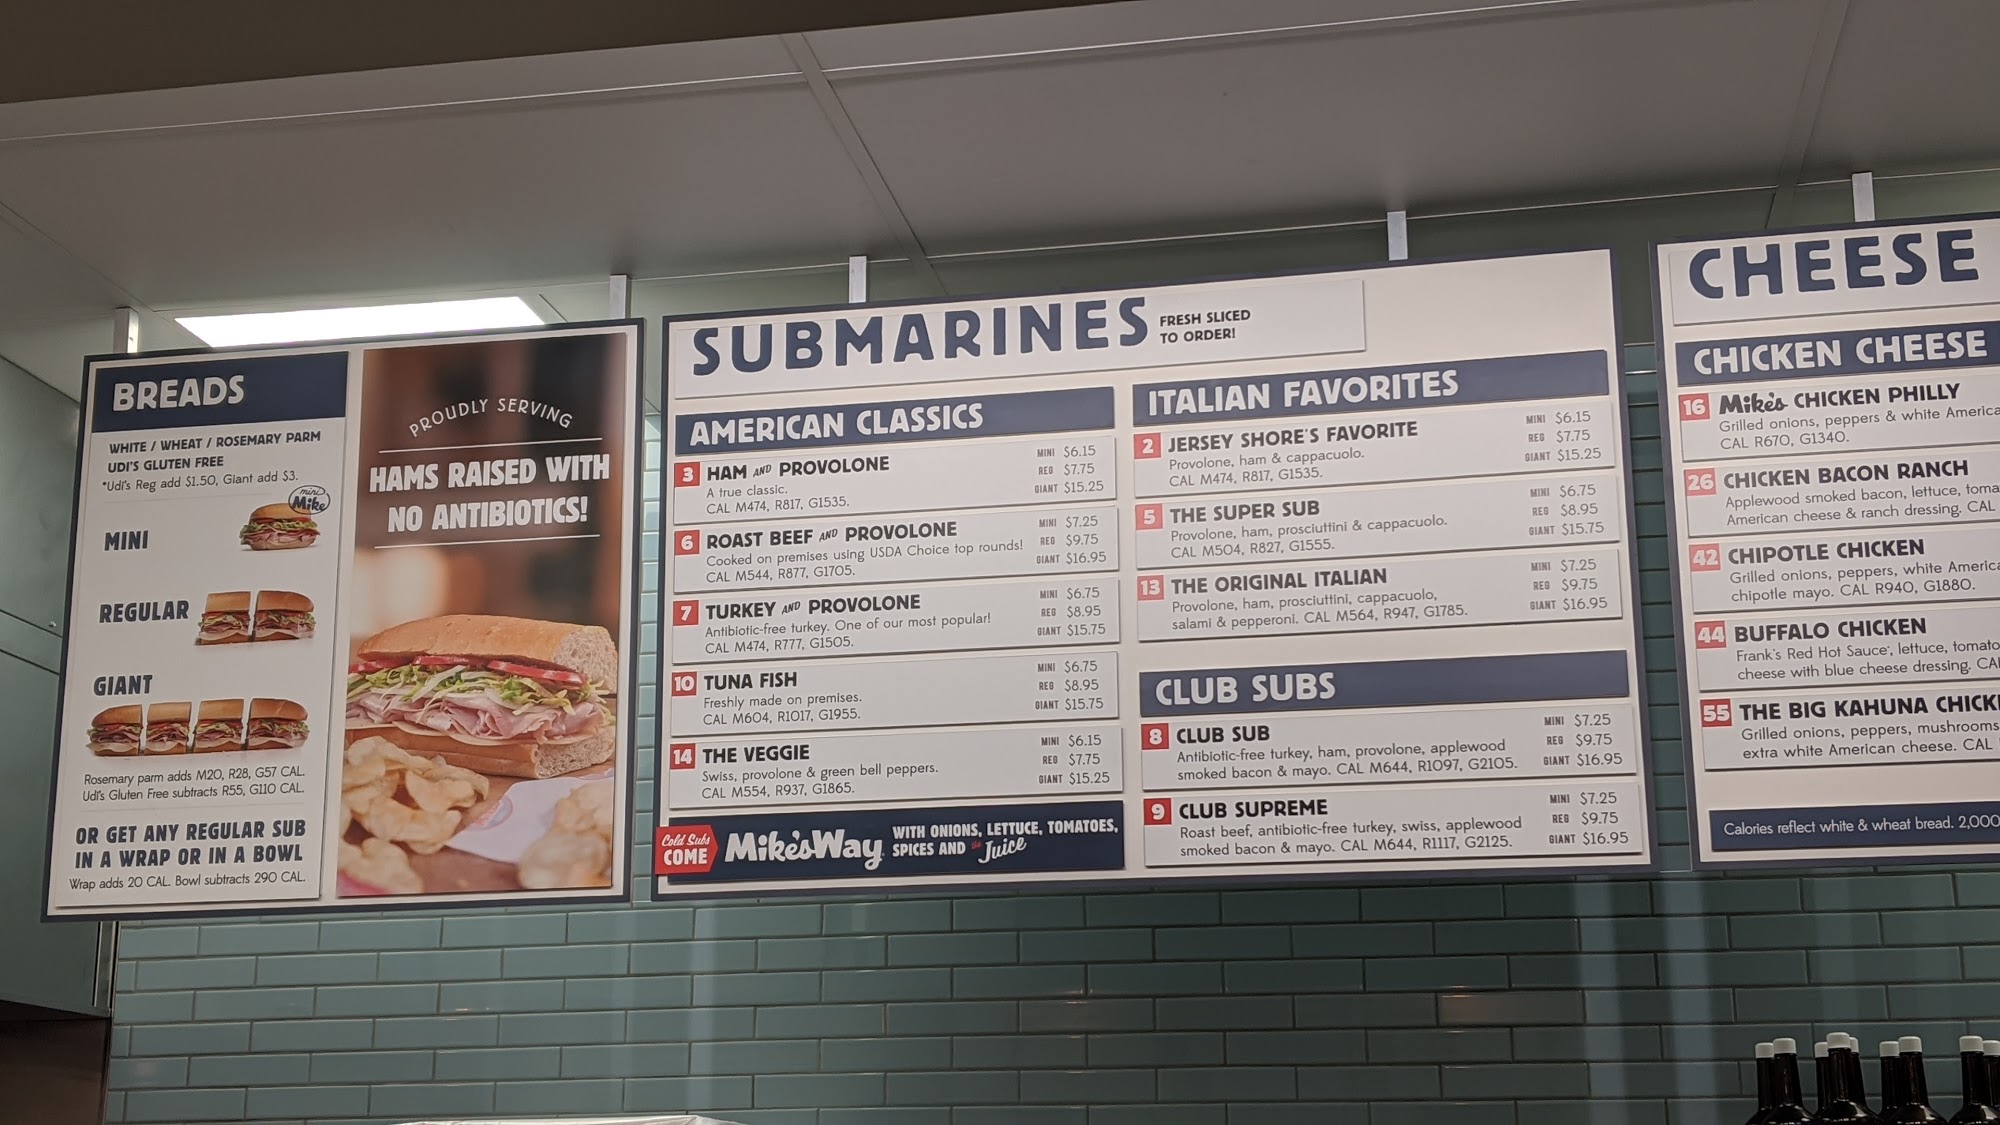 BREADS
WHITE / WHEAT / ROSEMARY PARM
UDI'S GLUTEN FREE
*Udi's Reg add $1.50, Giant add $3.
mini
Mike
MINI
REGULAR
GIANT
Rosemary parm adds M20, R28, G57 CAL.
Udi's Gluten Free subtracts R55, G110 CAL.
OR GET ANY REGULAR SUB
IN A WRAP OR IN A BOWL
Wrap adds 20 CAL. Bowl subtracts 290 CAL.
PROUDLY SERVING
HAMS RAISED WITH
NO ANTIBIOTICS!
SUBMARINES
FRESH SLICED
TO ORDER!
AMERICAN CLASSICS
3 HAM AND PROVOLONE
A true classic.
CAL M474, R817, G1535.
MINI $6.15
REG $7.75
GIANT $15.25
6 ROAST BEEF AND PROVOLONE
Cooked on premises using USDA Choice top rounds!
CAL M544, R877, G1705.
MINI $7.25
REG $9.75
GIANT $16.95
7 TURKEY AND PROVOLONE
Antibiotic-free turkey. One of our most popular!
CAL M474, R777, G1505.
MINI $6.75
REG $8.95
GIANT $15.75
10 TUNA FISH
Freshly made on premises.
CAL M604, R1017, G1955.
MINI $6.75
REG $8.95
GIANT $15.75
14 THE VEGGIE
Swiss, provolone & green bell peppers.
CAL M554, R937, G1865.
MINI $6.15
REG $7.75
GIANT $15.25
Cold Subs
COME
Mike's Way
WITH ONIONS, LETTUCE, TOMATOES,
SPICES AND the Juice
ITALIAN FAVORITES
2 JERSEY SHORE'S FAVORITE
Provolone, ham & cappacuolo.
CAL M474, R817, G1535.
MINI $6.15
REG $7.75
GIANT $15.25
5 THE SUPER SUB
Provolone, ham, prosciuttini & cappacuolo.
CAL M504, R827, G1555.
MINI $6.75
REG $8.95
GIANT $15.75
13 THE ORIGINAL ITALIAN
Provolone, ham, prosciuttini, cappacuolo,
salami & pepperoni. CAL M564, R947, G1785.
MINI $7.25
REG $9.75
GIANT $16.95
CLUB SUBS
8 CLUB SUB
Antibiotic-free turkey, ham, provolone, applewood
smoked bacon & mayo. CAL M644, R1097, G2105.
MINI $7.25
REG $9.75
GIANT $16.95
9 CLUB SUPREME
Roast beef, antibiotic-free turkey, swiss, applewood
smoked bacon & mayo. CAL M644, R1117, G2125.
MINI $7.25
REG $9.75
GIANT $16.95
CHEESE
CHICKEN CHEESE
16 Mike's CHICKEN PHILLY
Grilled onions, peppers & white America
CAL R670, G1340.
26 CHICKEN BACON RANCH
Applewood smoked bacon, lettuce, toma
American cheese & ranch dressing. CAL
42 CHIPOTLE CHICKEN
Grilled onions, peppers, white America
chipotle mayo. CAL R940, G1880.
44 BUFFALO CHICKEN
Frank's Red Hot Sauce, lettuce, tomato
cheese with blue cheese dressing. CA
55 THE BIG KAHUNA CHICK
Grilled onions, peppers, mushrooms
extra white American cheese. CAL
Calories reflect white & wheat bread. 2,000